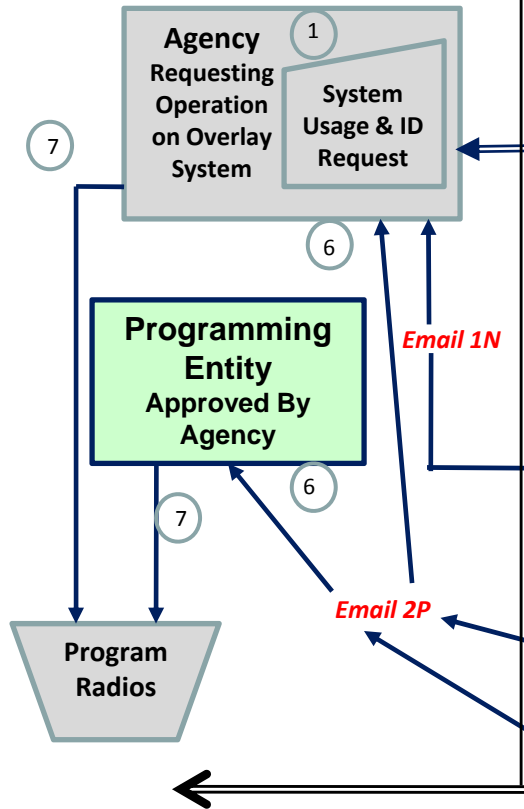 1
Agency
Requesting
Operation
on Overlay
System
System
Usage & ID
Request
7
6
Email 1N
Programming
Entity
Approved By
Agency
6
7
Email 2P
Program
Radios